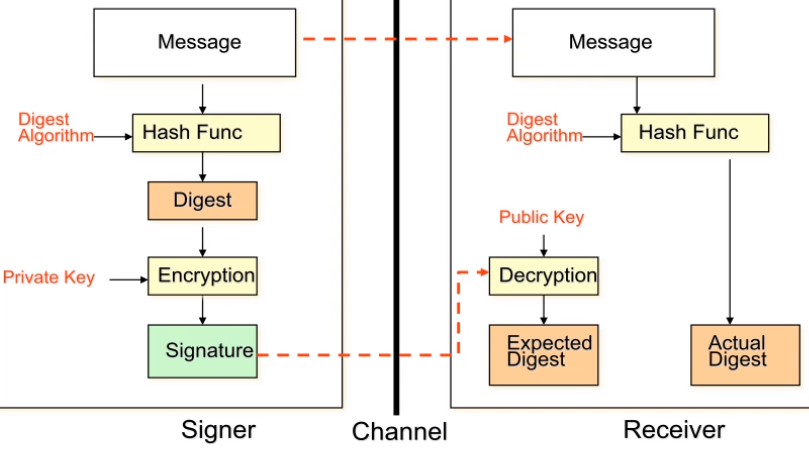 Message
Message
Digest
Algorithm
Hash Func
Digest
Algorithm
Hash Func
Digest
Public Key
Private Key
Encryption
Decryption
Signature
Expected
Digest
Actual
Digest
Signer
Channel
Receiver